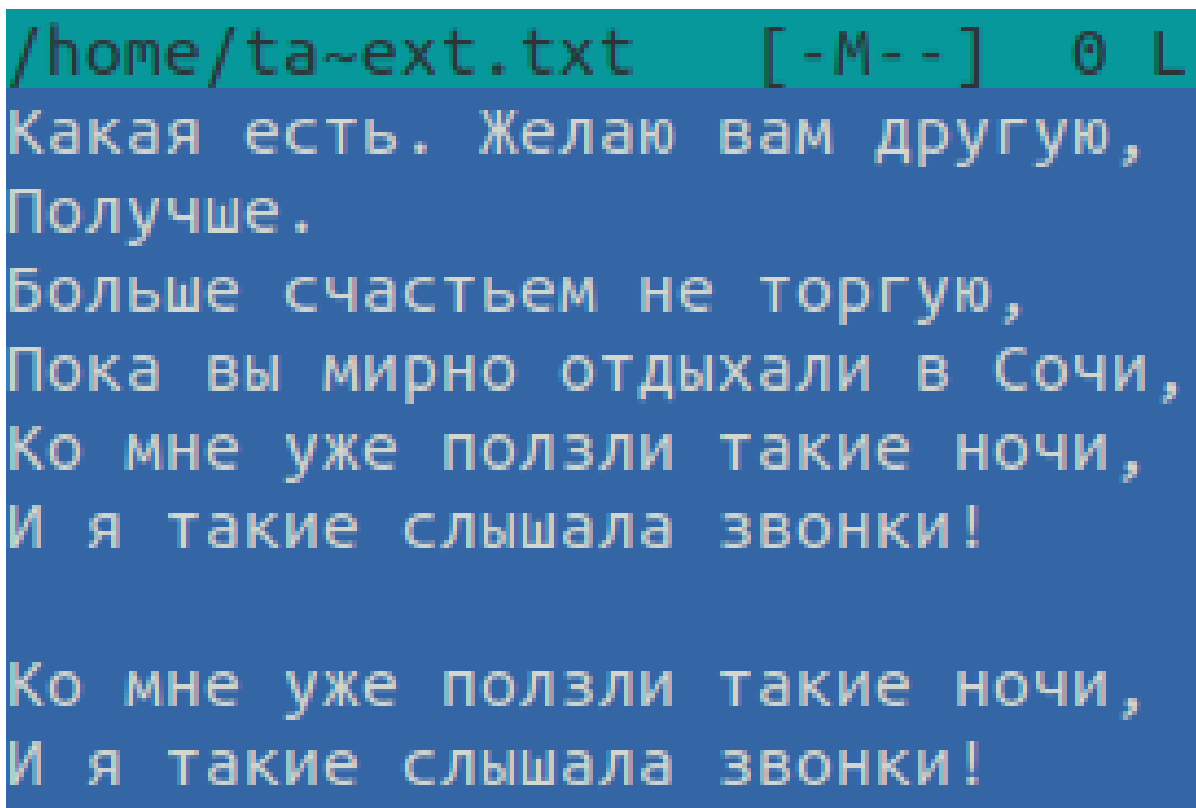 /home/ta~ext.txt [-M--] 0 L
Какая есть. Желаю вам другую,
Получше.
Больше счастьем не торгую,
Пока вы мирно отдыхали в Сочи,
Ко мне уже ползли такие ночи,
И я такие слышала звонки!

Ко мне уже ползли такие ночи,
И я такие слышала звонки!